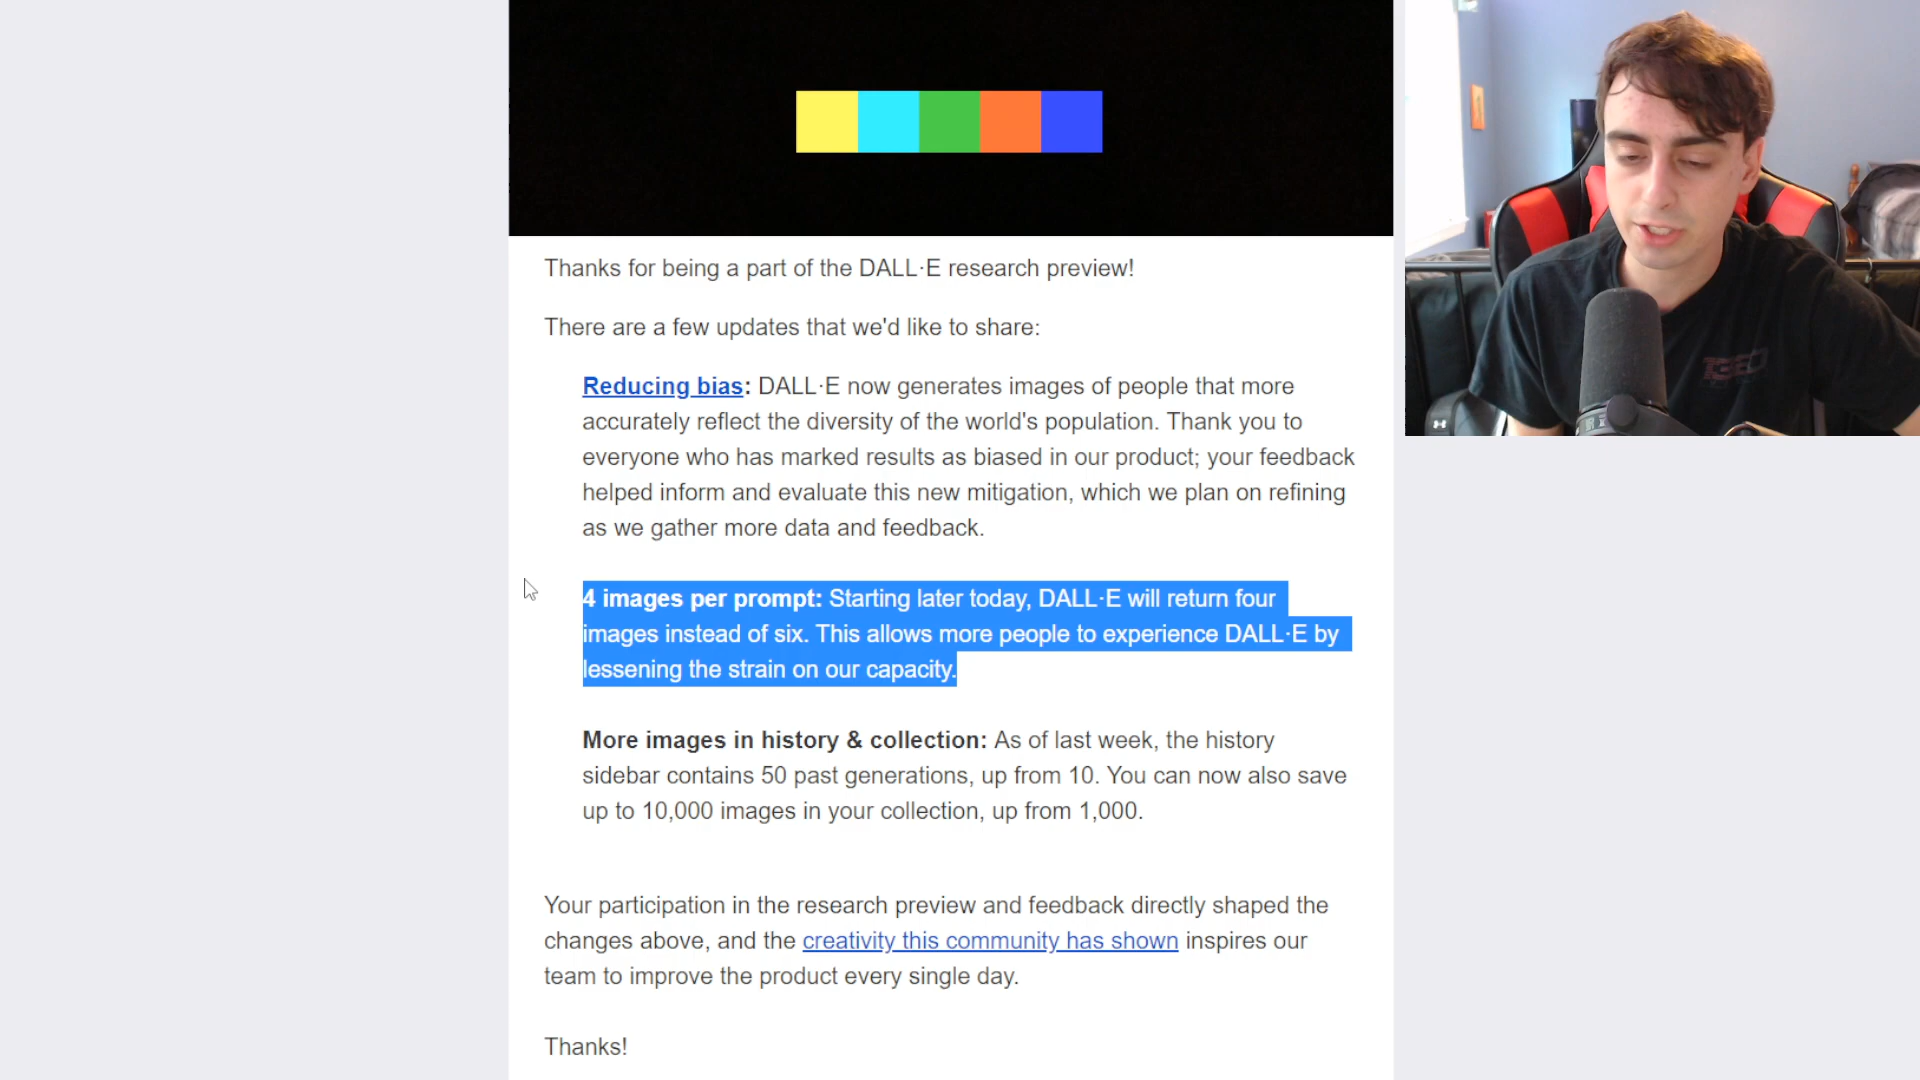 Thanks for being a part of the DALL·E research preview!
There are a few updates that we'd like to share:
Reducing bias: DALL·E now generates images of people that more
accurately reflect the diversity of the world's population. Thank you to
everyone who has marked results as biased in our product; your feedback
helped inform and evaluate this new mitigation, which we plan on refining
as we gather more data and feedback.
4 images per prompt: Starting later today, DALL·E will return four
images instead of six. This allows more people to experience DALL·E by
lessening the strain on our capacity.
More images in history & collection: As of last week, the history
sidebar contains 50 past generations, up from 10. You can now also save
up to 10,000 images in your collection, up from 1,000.
Your participation in the research preview and feedback directly shaped the
changes above, and the creativity this community has shown inspires our
team to improve the product every single day.
Thanks!